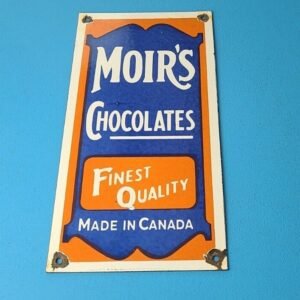 MOIR'S
CHOCOLATES
FINEST
QUALITY
MADE IN CANADA